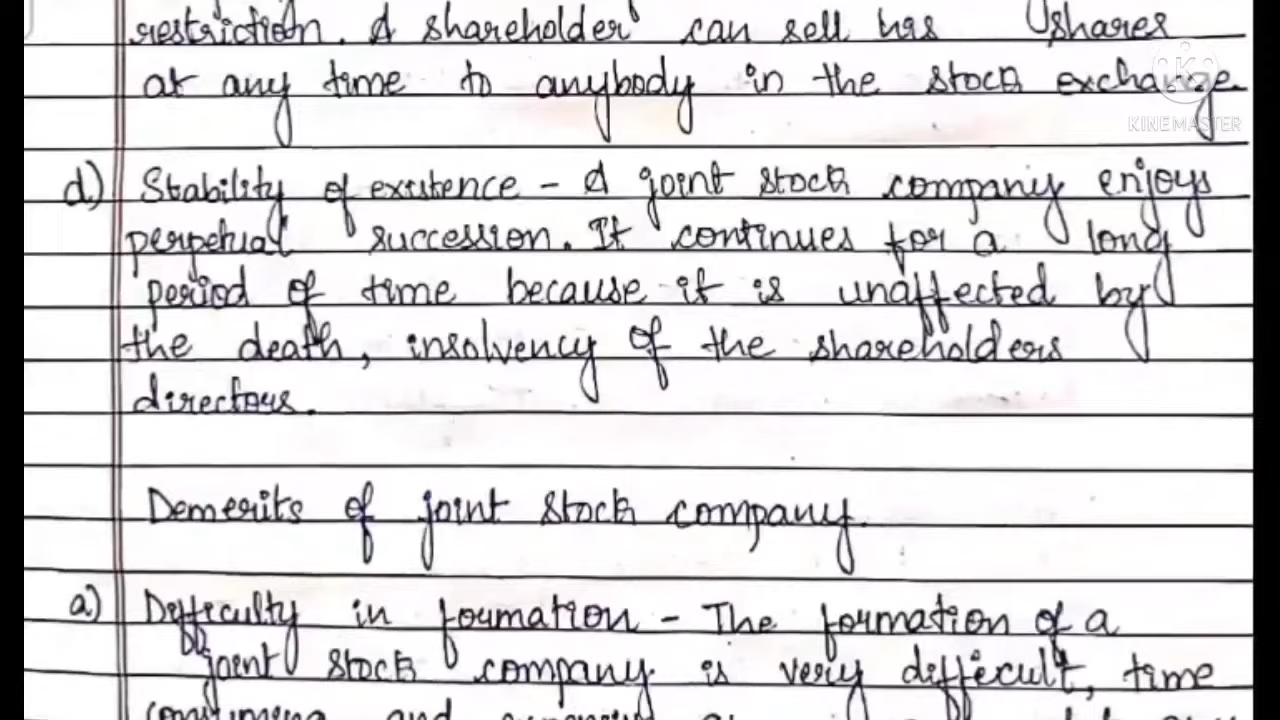 restriction. A shareholder can sell his shares
at any time to anybody in the stock exchange.
KINEMASTER
d) Stability of existence - A joint stock company enjoys
perpetual succession. It continues for a long
period of time because it is unaffected by
the death, insolvency of the shareholders
directors.
Demerits of joint stock company.
a) Difficulty in formation - The formation of a
joint stock company is very difficult, time
consuming and